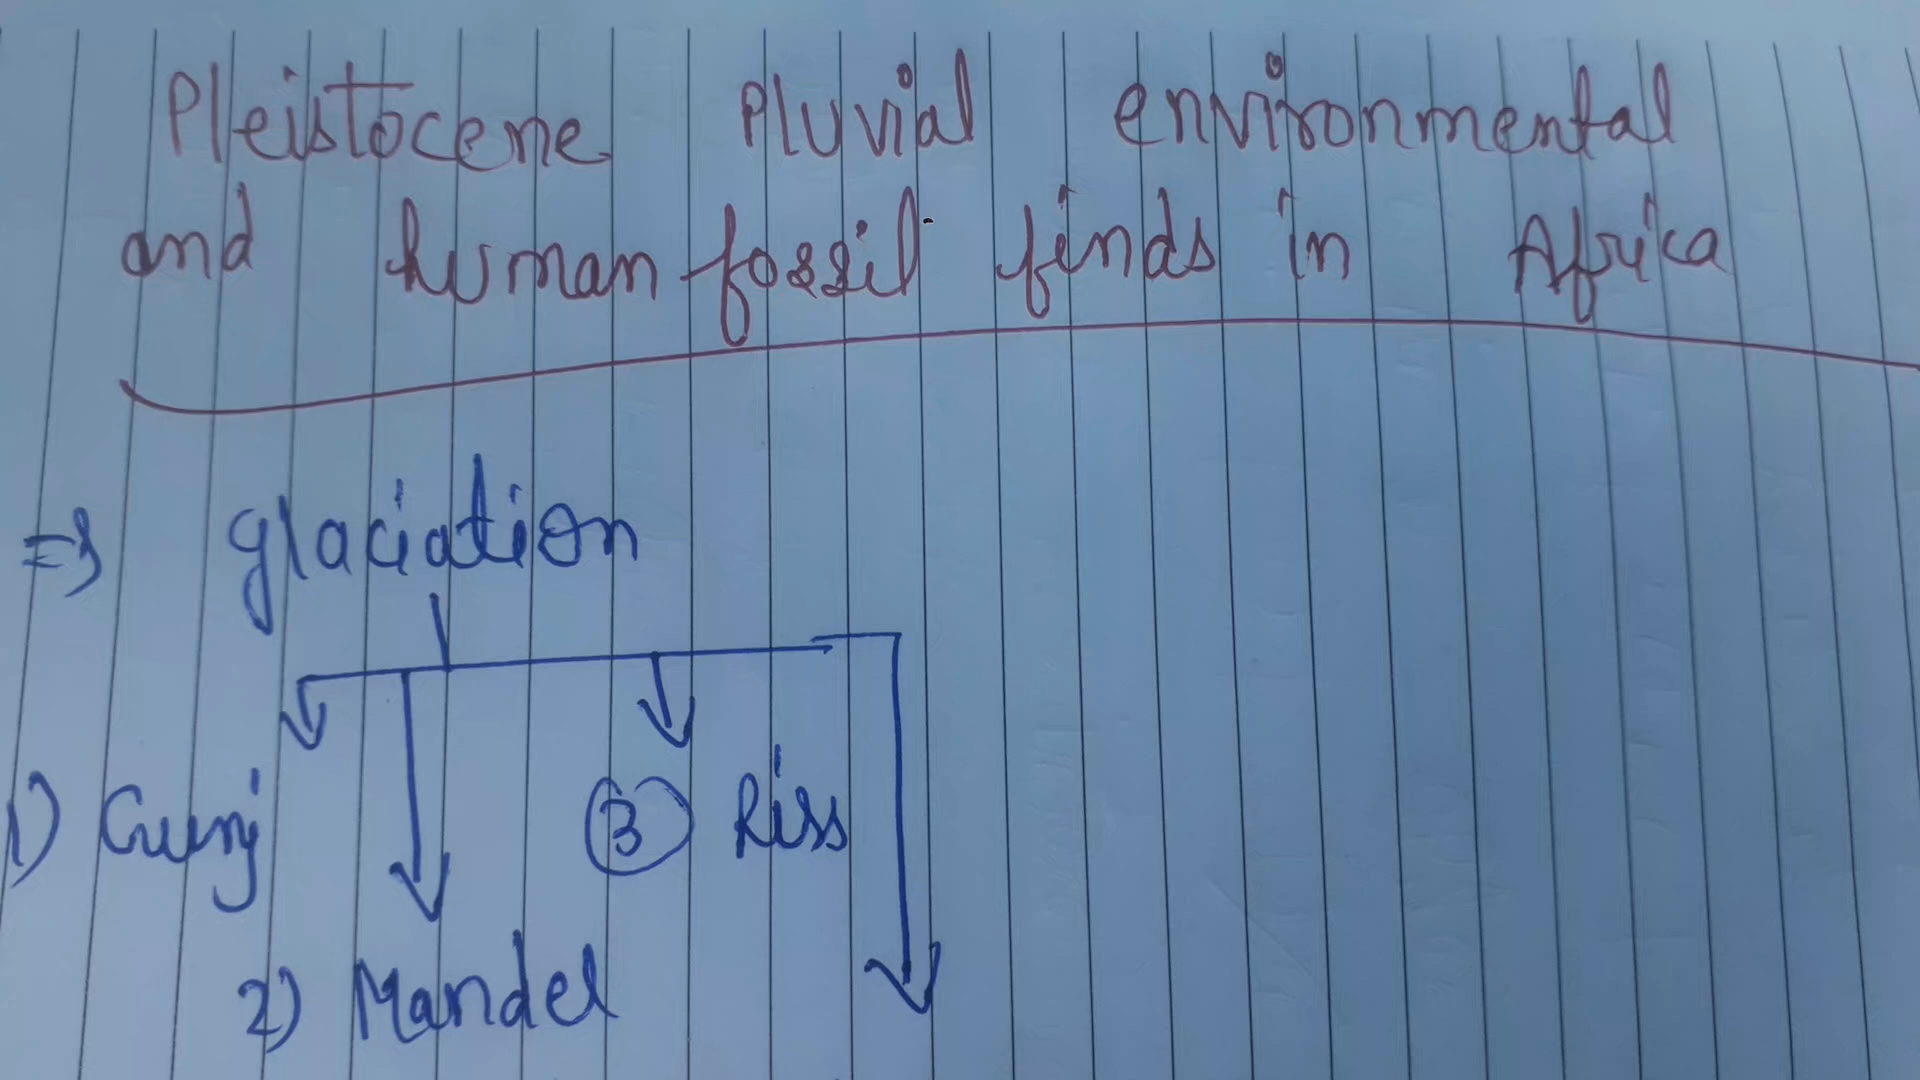 Pleistocene Pluvial environmental
and human fossil finds in Africa
=> glaciation
1) Gunj
3 Riss
2) Mandel